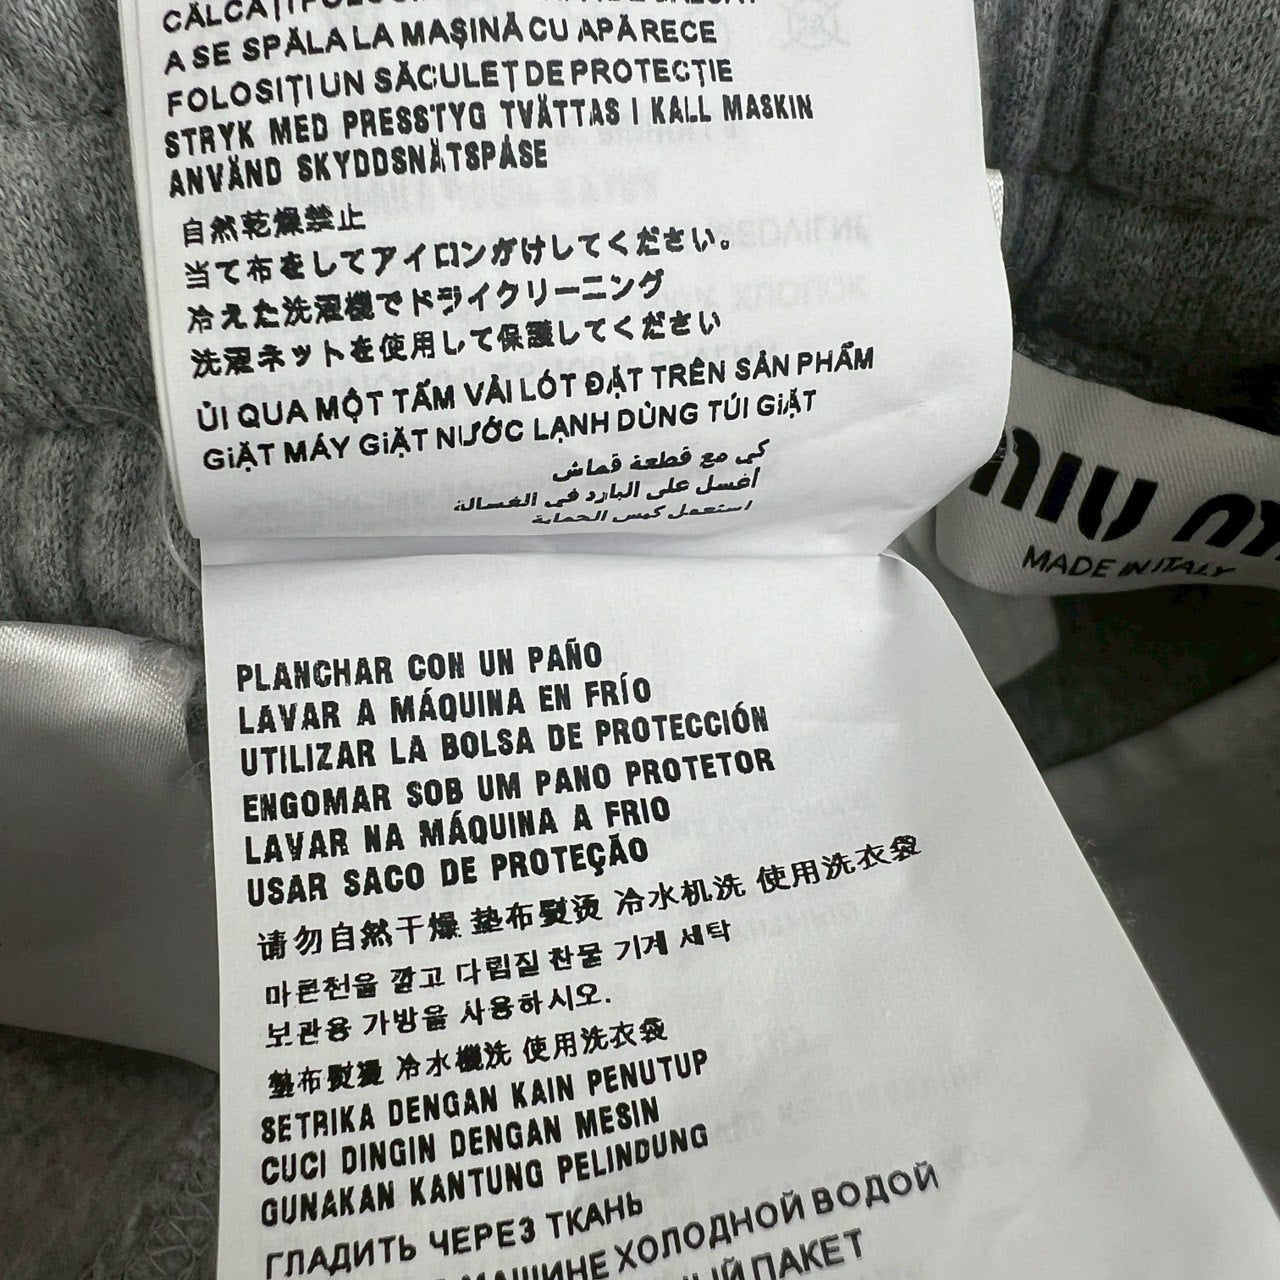 A SE SPĂLA LA MAŞINĂ CU APĂ RECE
FOLOSIŢI UN SĂCULEŢ DE PROTECŢIE
STRYK MED PRESSTYG TVÄTTAS I KALL MASKIN
ANVÄND SKYDDSNÄTSPÅSE
自然乾燥禁止
当て布をしてアイロンがけしてください。
冷えた洗濯機でドライクリーニング
洗濯ネットを使用して保護してください
ỦI QUA MỘT TẤM VẢI LÓT ĐẶT TRÊN SẢN PHẨM
GiẶT MÁY GiẶT NƯỚC LẠNH DÙNG TÚI GiẶT
كي مع قطعة قماش
أغسل على البارد في الغسالة
استعمل كيس الحماية
MADE IN ITALY
PLANCHAR CON UN PAÑO
LAVAR A MÁQUINA EN FRÍO
UTILIZAR LA BOLSA DE PROTECCIÓN
ENGOMAR SOB UM PANO PROTETOR
LAVAR NA MÁQUINA A FRIO
USAR SACO DE PROTEÇÃO
请勿自然干燥 垫布熨烫 冷水机洗 使用洗衣袋
마른천을 깔고 다림질 찬물 기계 세탁
보관용 가방을 사용하시오.
墊布熨燙 冷水機洗 使用洗衣袋
SETRIKA DENGAN KAIN PENUTUP
CUCI DINGIN DENGAN MESIN
GUNAKAN KANTUNG PELINDUNG
ГЛАДИТЬ ЧЕРЕЗ ТКАНЬ
МАШИНЕ ХОЛОДНОЙ ВОДОЙ
ПАКЕТ